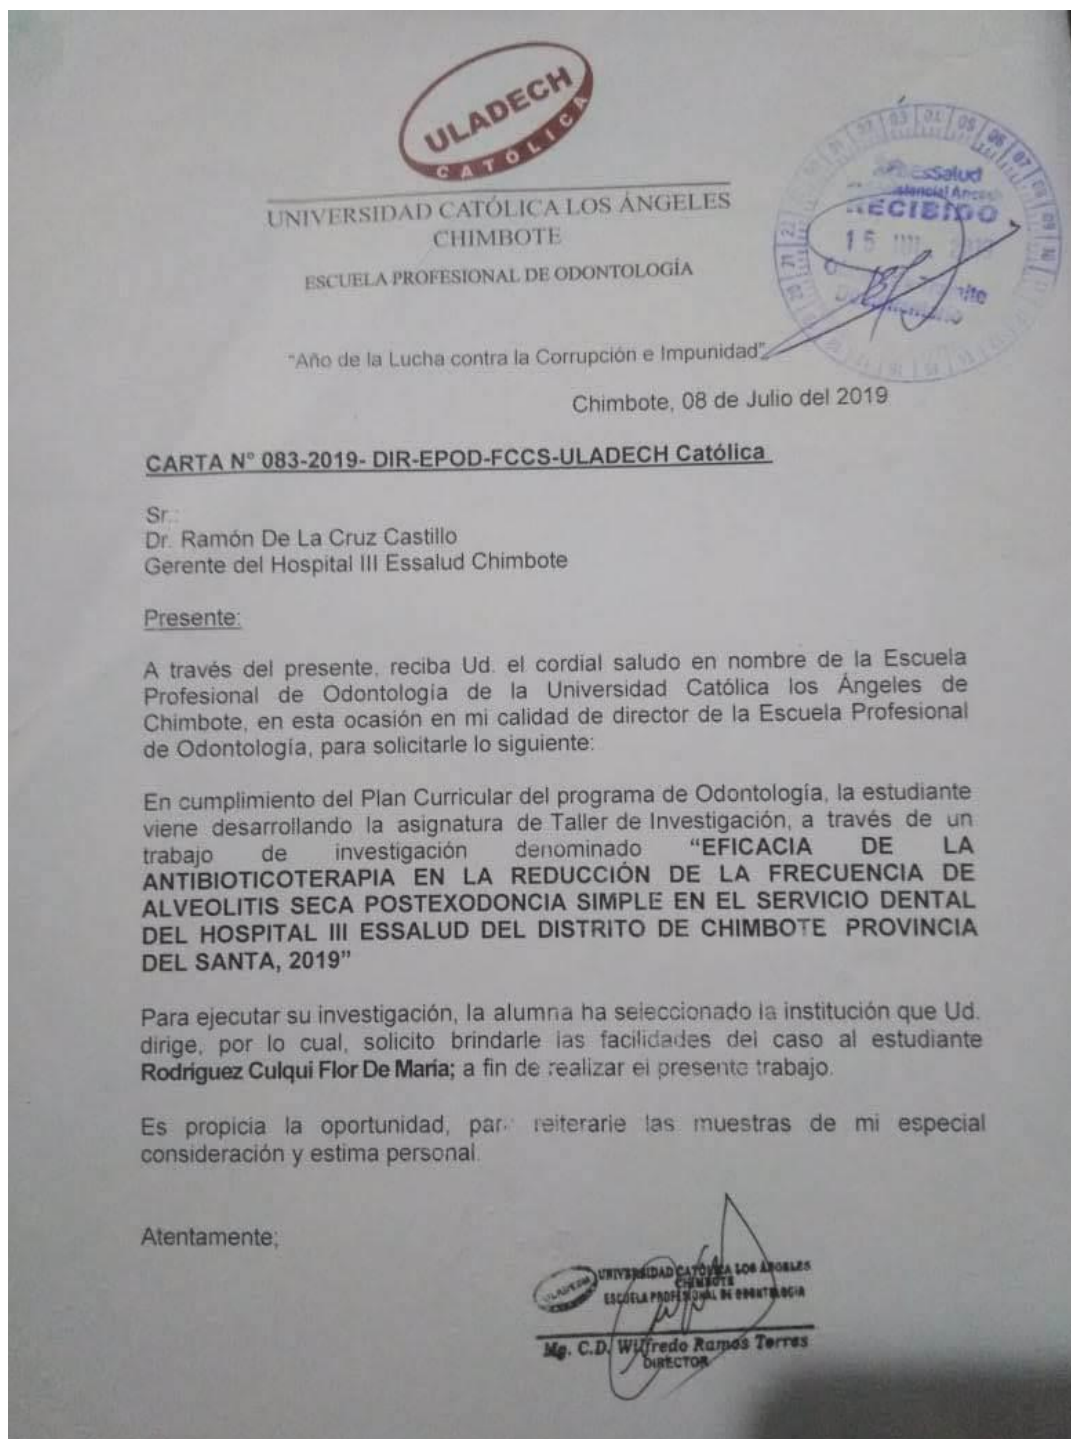 ULADECH
CATÓLICA
UNIVERSIDAD CATÓLICA LOS ÁNGELES
CHIMBOTE
ESCUELA PROFESIONAL DE ODONTOLOGÍA
EsSalud
RECIBIDO
15
"Año de la Lucha contra la Corrupción e Impunidad"
Chimbote, 08 de Julio del 2019
CARTA N° 083-2019- DIR-EPOD-FCCS-ULADECH Católica
Sr.:
Dr. Ramón De La Cruz Castillo
Gerente del Hospital III Essalud Chimbote
Presente:
A través del presente, reciba Ud. el cordial saludo en nombre de la Escuela
Profesional de Odontología de la Universidad Católica los Ángeles de
Chimbote, en esta ocasión en mi calidad de director de la Escuela Profesional
de Odontología, para solicitarle lo siguiente:
En cumplimiento del Plan Curricular del programa de Odontología, la estudiante
viene desarrollando la asignatura de Taller de Investigación, a través de un
trabajo de investigación denominado "EFICACIA DE LA
ANTIBIOTICOTERAPIA EN LA REDUCCIÓN DE LA FRECUENCIA DE
ALVEOLITIS SECA POSTEXODONCIA SIMPLE EN EL SERVICIO DENTAL
DEL HOSPITAL III ESSALUD DEL DISTRITO DE CHIMBOTE PROVINCIA
DEL SANTA, 2019"
Para ejecutar su investigación, la alumna ha seleccionado la institución que Ud.
dirige, por lo cual, solicito brindarle las facilidades del caso al estudiante
Rodríguez Culqui Flor De María; a fin de realizar el presente trabajo.
Es propicia la oportunidad, para reiterarle las muestras de mi especial
consideración y estima personal.
Atentamente;
ULADECH
UNIVERSIDAD CATÓLICA LOS ÁNGELES
CHIMBOTE
ESCUELA PROFESIONAL DE ODONTOLOGIA
Mg. C.D. Wilfredo Ramos Torres
DIRECTOR